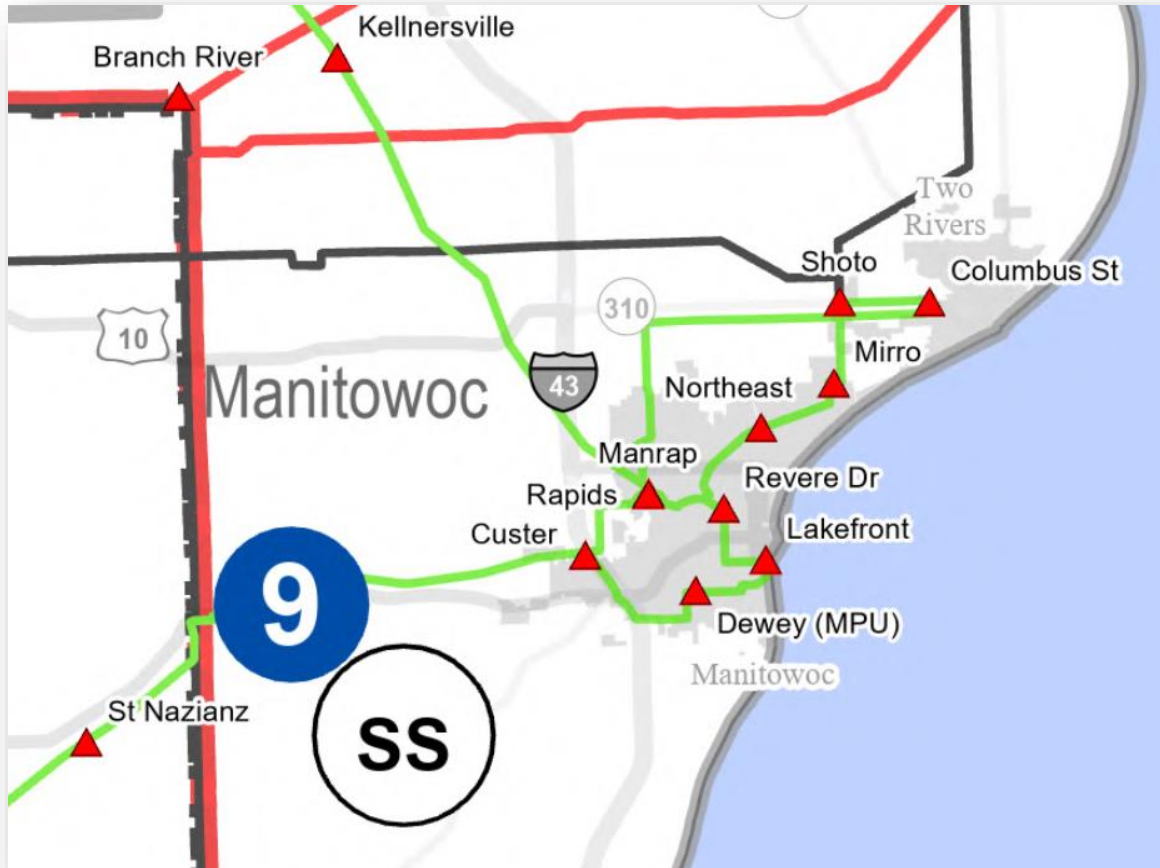 Kellnersville
Branch River
Two
Rivers
Shoto
Columbus St
310
10
Mirro
43
Northeast
Manitowoc
Manrap
Revere Dr
Rapids
Custer
Lakefront
9
Dewey (MPU)
Manitowoc
St Nazianz
SS